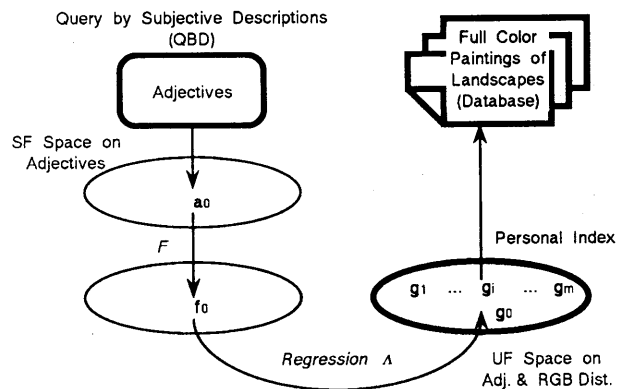 Query by Subjective Descriptions
(QBD)
Adjectives
SF Space on
Adjectives
a0
F
f0
Regression Λ
Full Color
Paintings of
Landscapes
(Database)
Personal Index
g1 ... gi ... gm
g0
UF Space on
Adj. & RGB Dist.